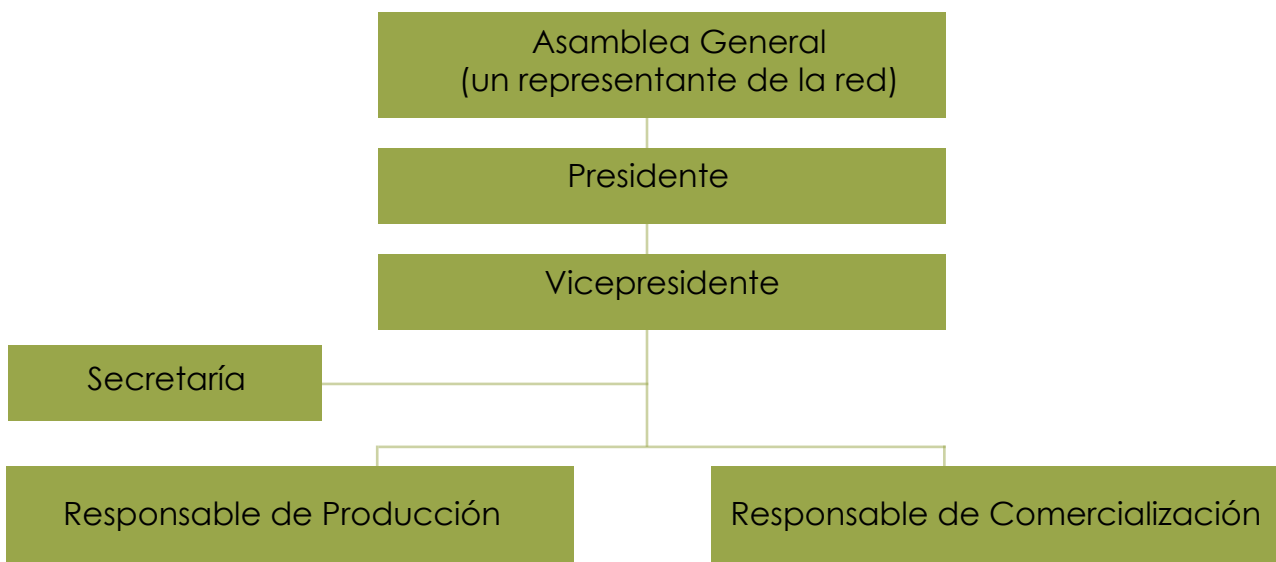 Asamblea General
(un representante de la red)
Presidente
Vicepresidente
Secretaría
Responsable de Producción
Responsable de Comercialización